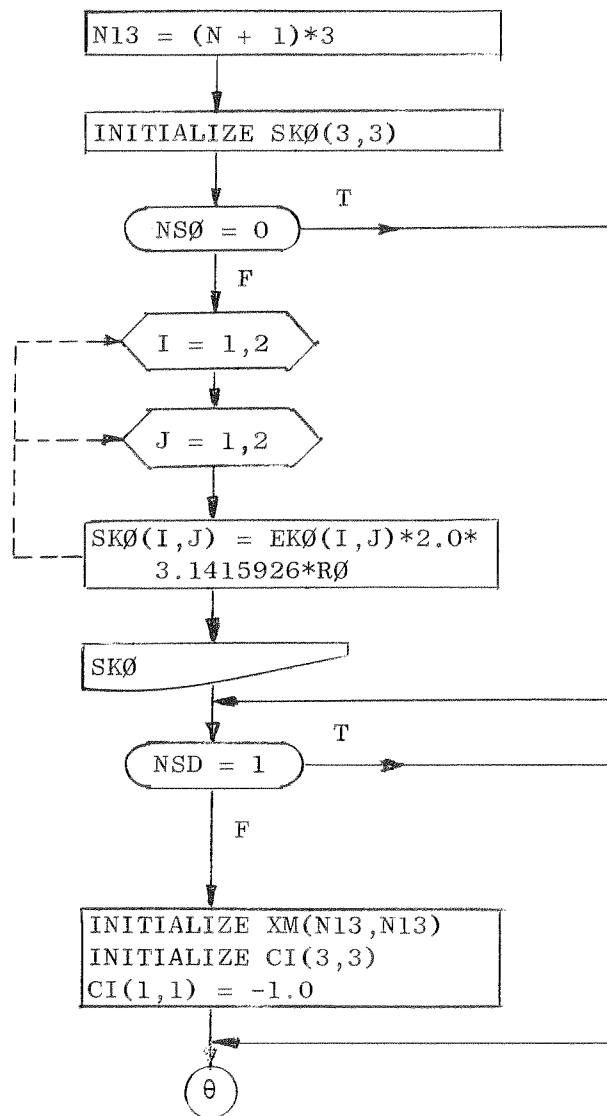 N13 = (N + 1)*3
INITIALIZE SKØ(3,3)
T
NSØ = 0
F
I = 1,2
J = 1,2
SKØ(I,J) = EKØ(I,J)*2.0*
3.1415926*RØ
SKØ
T
NSD = 1
F
INITIALIZE XM(N13,N13)
INITIALIZE CI(3,3)
CI(1,1) = -1.0
θ